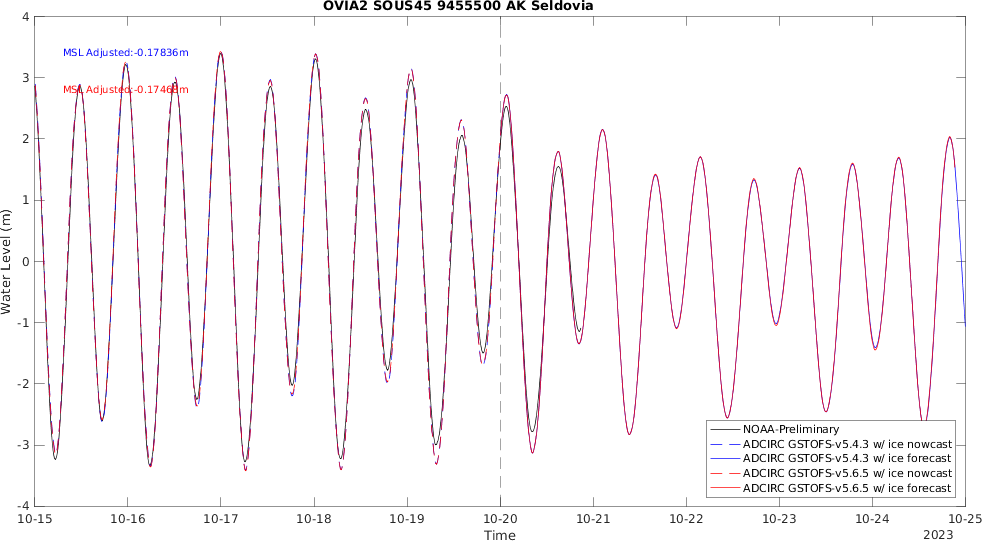 OVIA2 SOUS45 9455500 AK Seldovia
MSL Adjusted:-0.17836m
MSL Adjusted:-0.17468m
Water Level (m)
4
3
2
1
0
-1
-2
-3
-4
NOAA-Preliminary
ADCIRC GSTOFS-v5.4.3 w/ ice nowcast
ADCIRC GSTOFS-v5.4.3 w/ ice forecast
ADCIRC GSTOFS-v5.6.5 w/ ice nowcast
ADCIRC GSTOFS-v5.6.5 w/ ice forecast
10-15 10-16 10-17 10-18 10-19 10-20 10-21 10-22 10-23 10-24 10-25
Time
2023